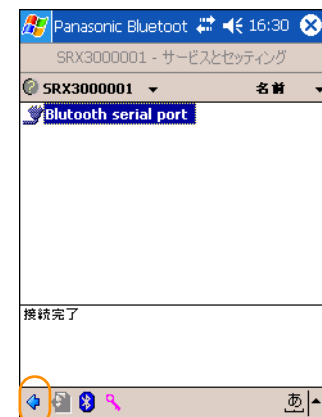 Panasonic Bluetoot 16:30
SRX3000001 - サービスとセッティング
SRX3000001 名前
Blutooth serial port
接続完了
あ